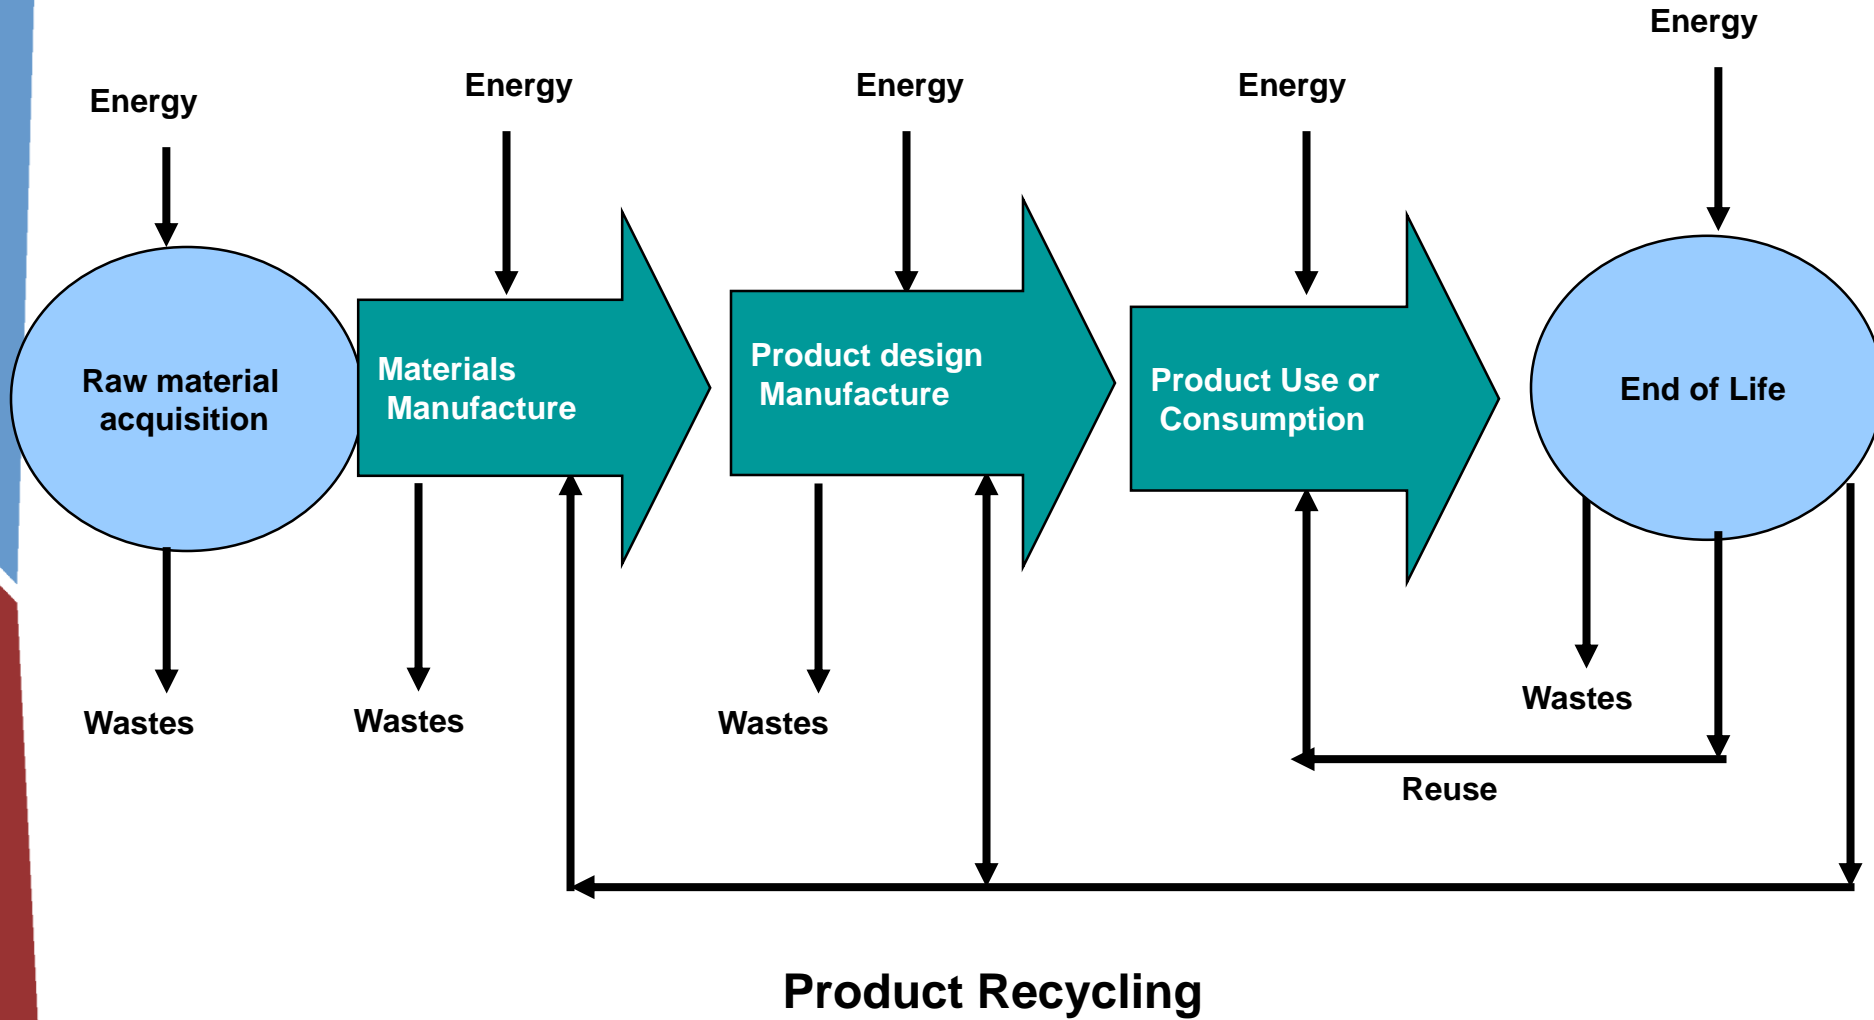 Energy
Energy
Energy
Energy
Energy
Raw material
acquisition
Materials
Manufacture
Product design
Manufacture
Product Use or
Consumption
End of Life
Wastes
Wastes
Wastes
Wastes
Reuse
Product Recycling